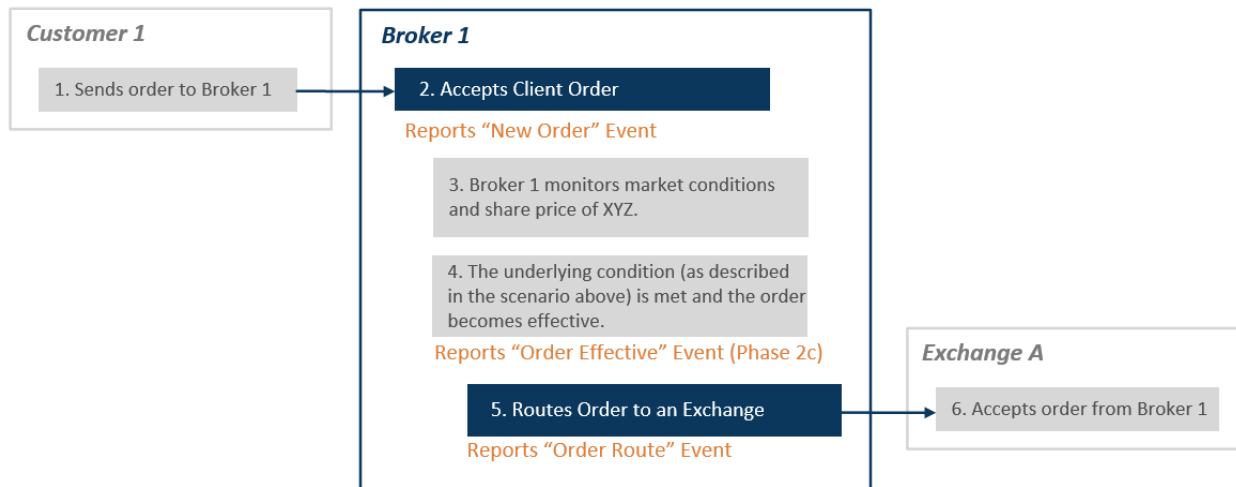 Customer 1
1. Sends order to Broker 1
Broker 1
2. Accepts Client Order
Reports “New Order” Event
3. Broker 1 monitors market conditions
and share price of XYZ.
4. The underlying condition (as described
in the scenario above) is met and the order
becomes effective.
Reports “Order Effective” Event (Phase 2c)
5. Routes Order to an Exchange
Reports “Order Route” Event
Exchange A
6. Accepts order from Broker 1